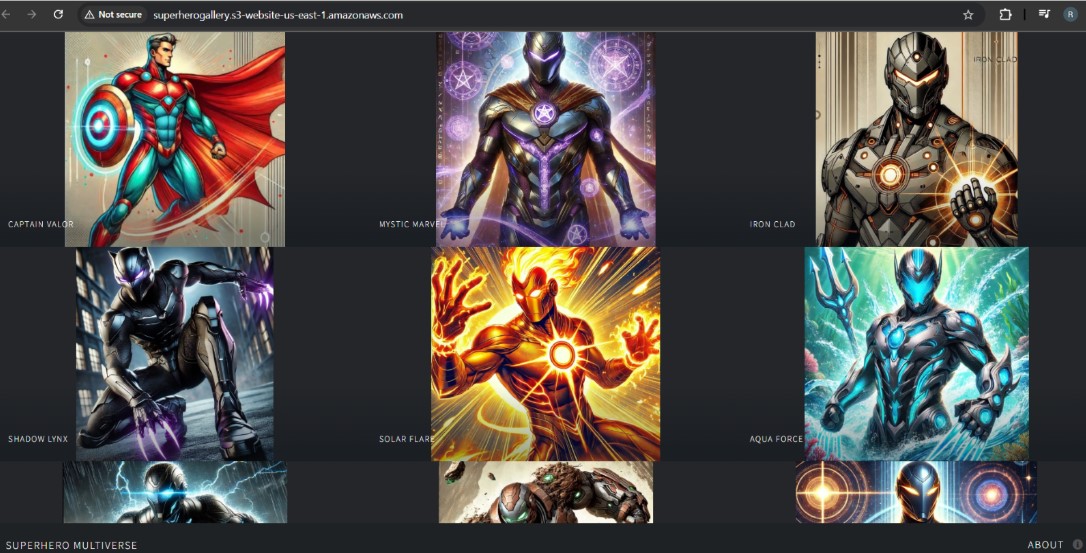 Not secure
superherogallery.s3-website-us-east-1.amazonaws.com
R
IRON CLAD
CAPTAIN VALOR
MYSTIC MARVEL
IRON CLAD
SHADOW LYNX
SOLAR FLARE
AQUA FORCE
SUPERHERO MULTIVERSE
ABOUT